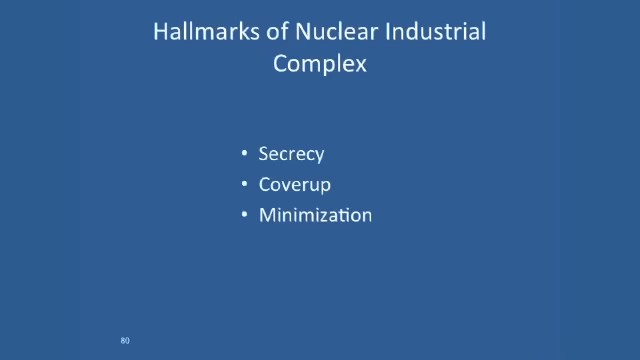 Hallmarks of Nuclear Industrial
Complex
• Secrecy
• Coverup
• Minimization
80